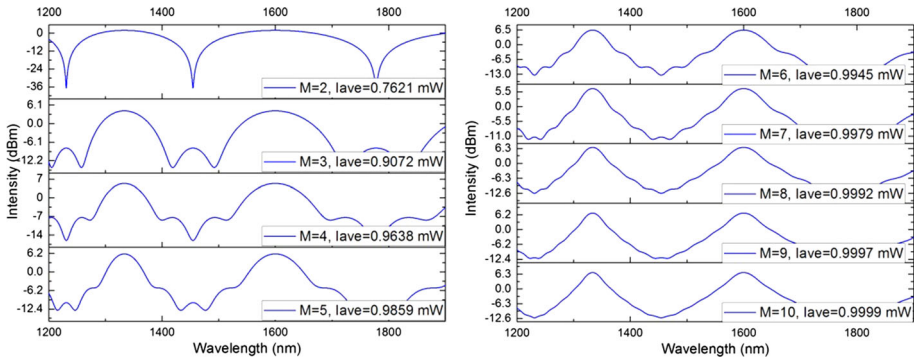 1200 1400 1600 1800
0
-12
-24
-36
M=2, Iave=0.7621 mW
6.1
0.0
-6.1
-12.2
M=3, Iave=0.9072 mW
7
0
-7
-14
M=4, Iave=0.9638 mW
6.2
0.0
-6.2
-12.4
M=5, Iave=0.9859 mW
1200 1400 1600 1800
Intensity (dBm)
Wavelength (nm)
1200 1400 1600 1800
6.5
0.0
-6.5
-13.0
M=6, Iave=0.9945 mW
5.5
0.0
-5.5
-11.0
M=7, Iave=0.9979 mW
6.3
0.0
-6.3
-12.6
M=8, Iave=0.9992 mW
6.2
0.0
-6.2
-12.4
M=9, Iave=0.9997 mW
6.3
0.0
-6.3
-12.6
M=10, Iave=0.9999 mW
1200 1400 1600 1800
Intensity (dBm)
Wavelength (nm)